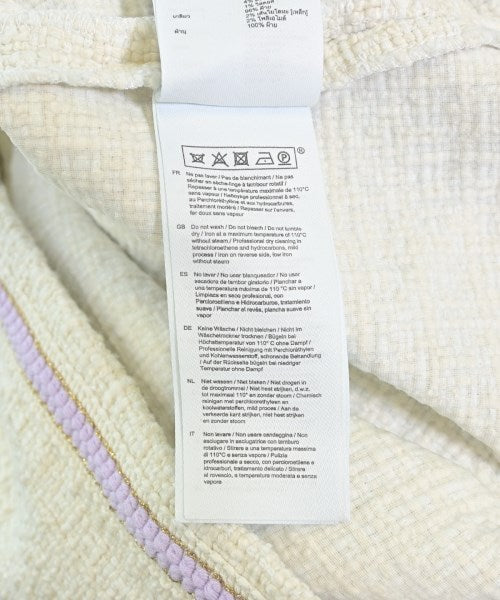 100% ฝ้าย
®
FR Ne pas laver / Pas de blanchiment / Ne pas
sécher en sèche-linge à tambour rotatif /
Repasser à une température maximale de 110°C
sans vapeur / Nettoyage professionnel à sec,
au Perchloréthylène et aux hydrocarbures,
traitement modéré / Repasser sur l'envers,
fer doux sans vapeur
GB Do not wash / Do not bleach / Do not tumble
dry / Iron at a maximum temperature of 110°C
without steam / Professional dry cleaning in
tetrachloroethene and hydrocarbons, mild
process / Iron on reverse side, low iron
without steam
ES No lavar / No usar blanqueador / No usar
secadora de tambor giratorio / Planchar a
una temperatura máxima de 110°C sin vapor
/ Limpieza en seco profesional, con
Percloroetileno e Hidrocarburo, tratamiento
suave / Planchar al revés, plancha suave sin
vapor
DE Keine Wäsche / Nicht bleichen / Nicht im
Wäschetrockner trocknen / Bügeln bei
Höchsttemperatur von 110° C ohne Dampf /
Professionelle Reinigung mit Perchlorethylen
und Kohlenwasserstoff, schonende Behandlung
/ Auf der Rückseite bügeln bei niedriger
Temperatur ohne Dampf
NL Niet wassen / Niet bleken / Niet drogen in
de droogtrommel / Niet heet strijken, d.w.z.
tot maximaal 110° en zonder stoom / Chemisch
reinigen met perchloorethyleen en
koolwaterstoffen, mild proces / Aan de
verkeerde kant strijken, niet heet strijken
en zonder stoom
IT Non lavare / Non usare candeggina / Non
asciugare in asciugatrice con tamburo
rotativo / Stirare a una temperatura massima
di 110°C e senza vapore / Pulizia
professionale a secco, con percloroetilene e
idrocarburi, trattamento delicato / Stirare
al rovescio, a temperatura moderata e senza
vapore